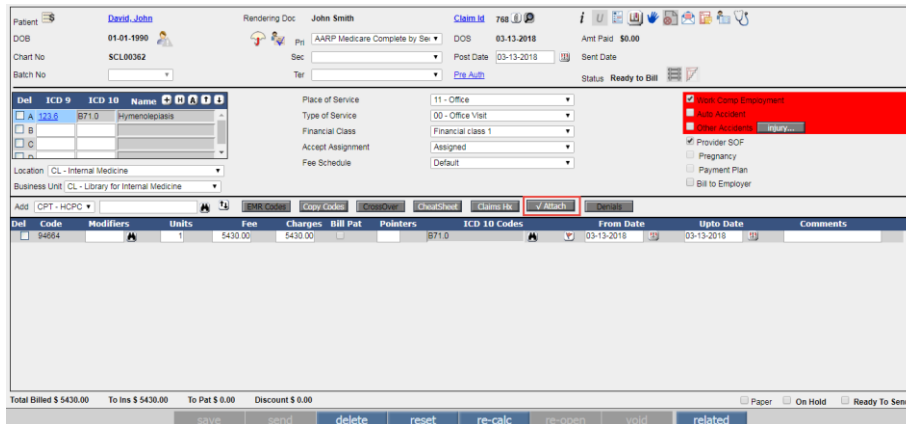 Patient David, John Rendering Doc John Smith Claim Id 768
DOB 01-01-1990 Pri AARP Medicare Complete by Sec DOS 03-13-2018 Amt Paid $0.00
Chart No SCL00362 Sec Post Date 03-13-2018 Sent Date
Batch No Ter Pre Auth Status Ready to Bill
Del ICD 9 ICD 10 Name Place of Service 11 - Office Work Comp Employment
A 123.6 B71.0 Hymenolepiasis Type of Service 00 - Office Visit Auto Accident
B Financial Class Financial class 1 Other Accidents Injury...
C Accept Assignment Assigned Provider SOF
D Fee Schedule Default Pregnancy
Location CL - Internal Medicine Payment Plan
Business Unit CL - Library for Internal Medicine Bill to Employer
Add CPT - HCPC EMR Codes Copy Codes CrossOver CheatSheet Claims Hx √ Attach Denials
Del Code Modifiers Units Fee Charges Bill Pat Pointers ICD 10 Codes From Date Upto Date Comments
94664 1 5430.00 5430.00 B71.0 03-13-2018 03-13-2018
Total Billed $ 5430.00 To Ins $ 5430.00 To Pat $ 0.00 Discount $ 0.00 Paper On Hold Ready To Send
save send delete reset re-calc re-open void related